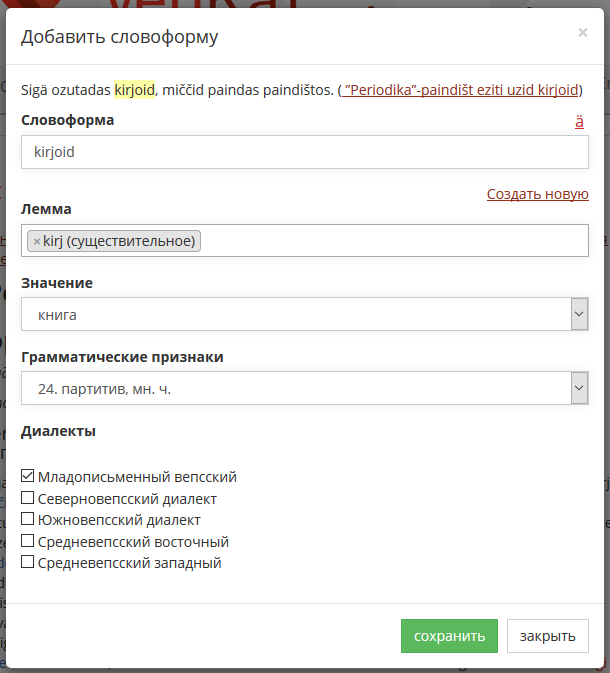 Добавить словоформу
×
Sigä ozutadas kirjoid, miččid paindas paindištos. ( "Periodika"-paindišt eziti uzid kirjoid)
Словоформа ä
kirjoid
Создать новую
Лемма
×kirj (существительное)
Значение
книга
Грамматические признаки
24. партитив, мн. ч.
Диалекты
Младописьменный вепсский
Северновепсский диалект
Южновепсский диалект
Средневепсский восточный
Средневепсский западный
сохранить закрыть